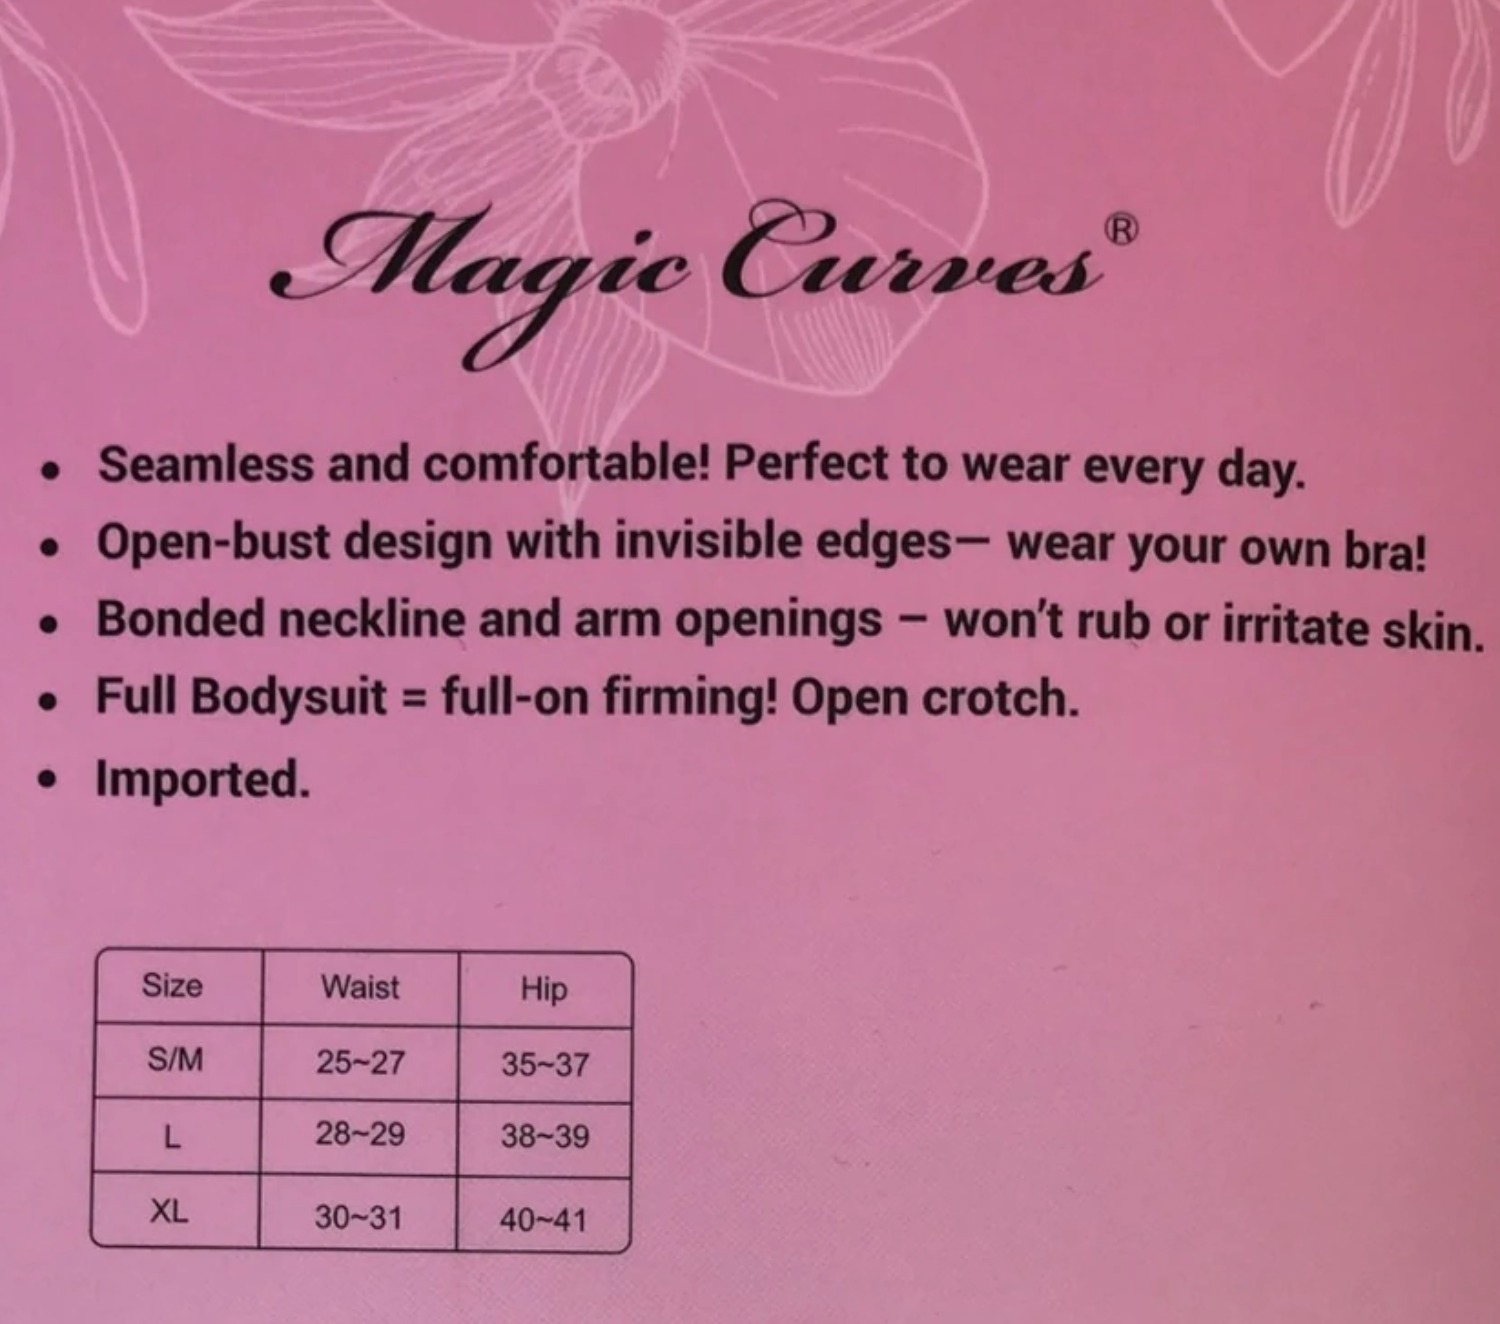 Magic Curves®
• Seamless and comfortable! Perfect to wear every day.
• Open-bust design with invisible edges— wear your own bra!
• Bonded neckline and arm openings – won't rub or irritate skin.
• Full Bodysuit = full-on firming! Open crotch.
• Imported.
Size Waist Hip
S/M 25~27 35~37
L 28~29 38~39
XL 30~31 40~41